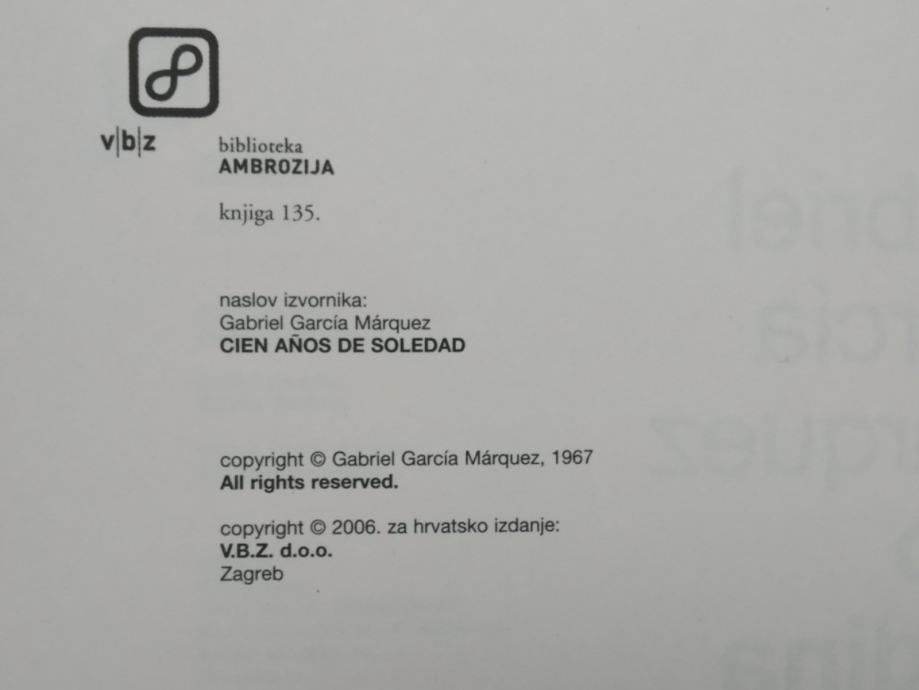 v|b|z
biblioteka
AMBROZIJA
knjiga 135.
naslov izvornika:
Gabriel García Márquez
CIEN AÑOS DE SOLEDAD
copyright © Gabriel García Márquez, 1967
All rights reserved.
copyright © 2006. za hrvatsko izdanje:
V.B.Z. d.o.o.
Zagreb